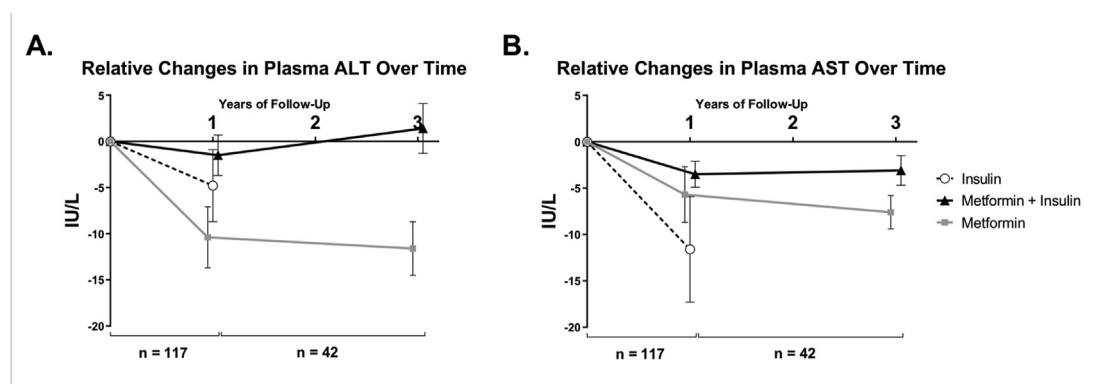 A.
Relative Changes in Plasma ALT Over Time
Years of Follow-Up
1 2 3
5
0
-5
-10
-15
-20
IU/L
n = 117 n = 42
B.
Relative Changes in Plasma AST Over Time
Years of Follow-Up
1 2 3
5
0
-5
-10
-15
-20
IU/L
n = 117 n = 42
Insulin
Metformin + Insulin
Metformin